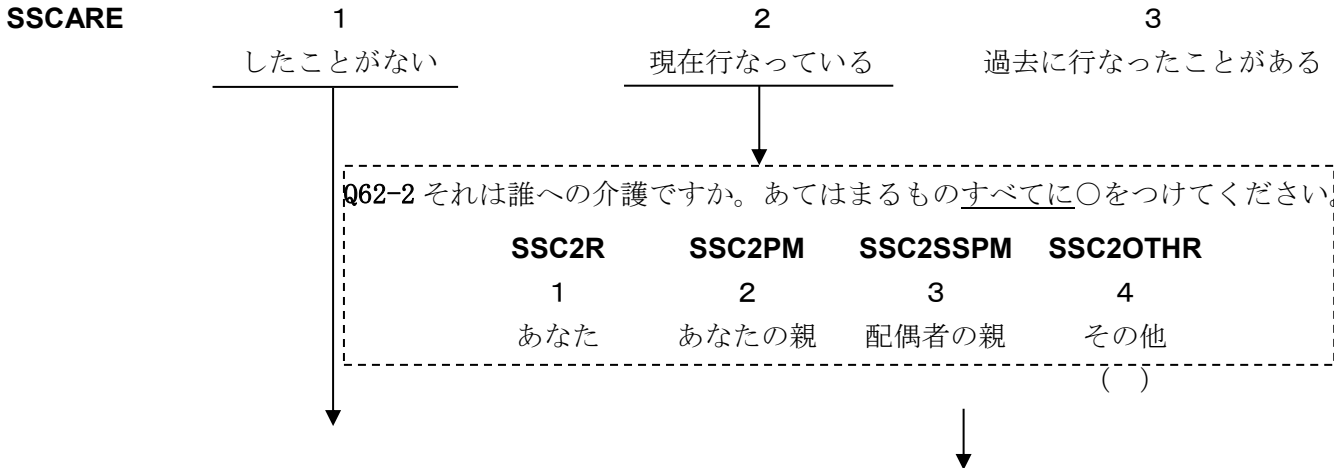 SSCARE 1 2 3
したことがない 現在行なっている 過去に行なったことがある
Q62-2 それは誰への介護ですか。あてはまるものすべてに○をつけてください。
SSC2R SSC2PM SSC2SSPM SSC2OTHR
1 2 3 4
あなた あなたの親 配偶者の親 その他
( )